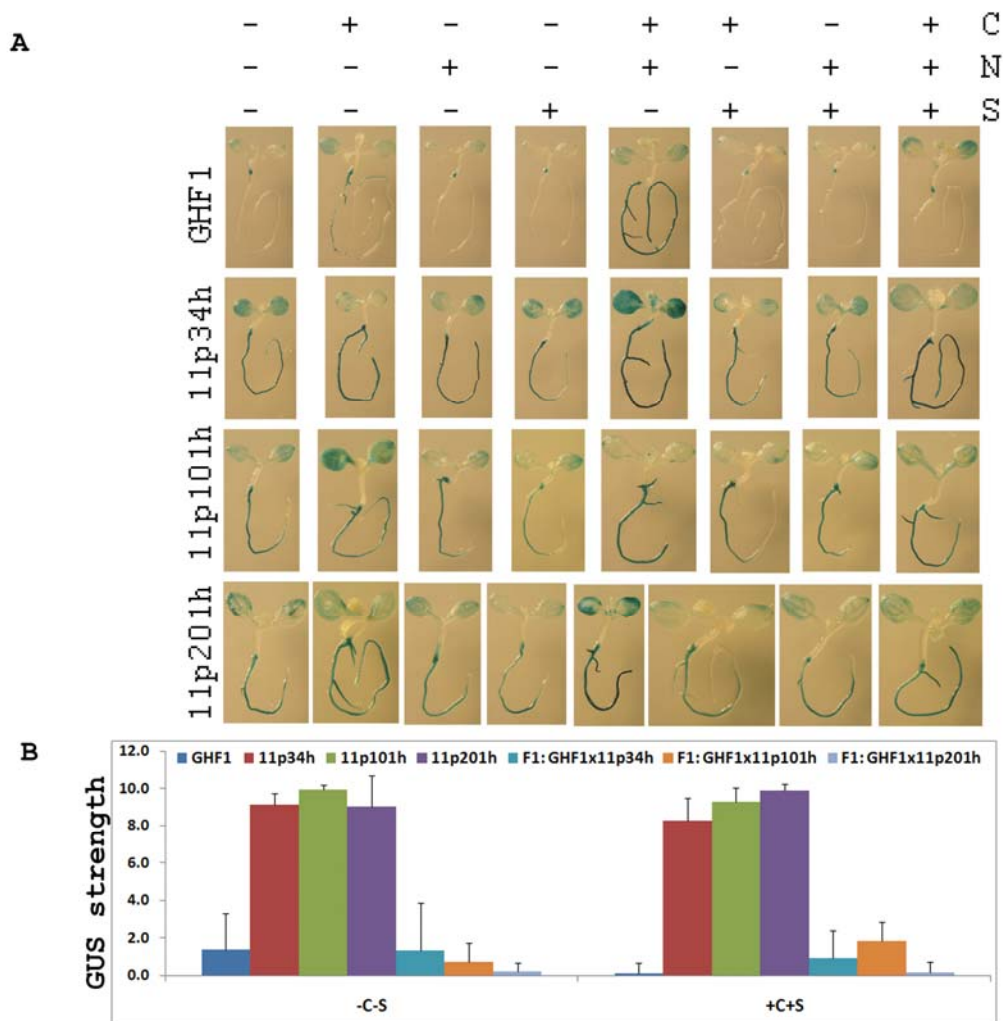 A
− + − − + + − + C
− − + − + − + + N
− − − + − + + + S
GHF1
11p34h
11p101h
11p201h
B
GHF1 11p34h 11p101h 11p201h F1: GHF1x11p34h F1: GHF1x11p101h F1: GHF1x11p201h
GUS strength
12.0
10.0
8.0
6.0
4.0
2.0
0.0
-C-S +C+S